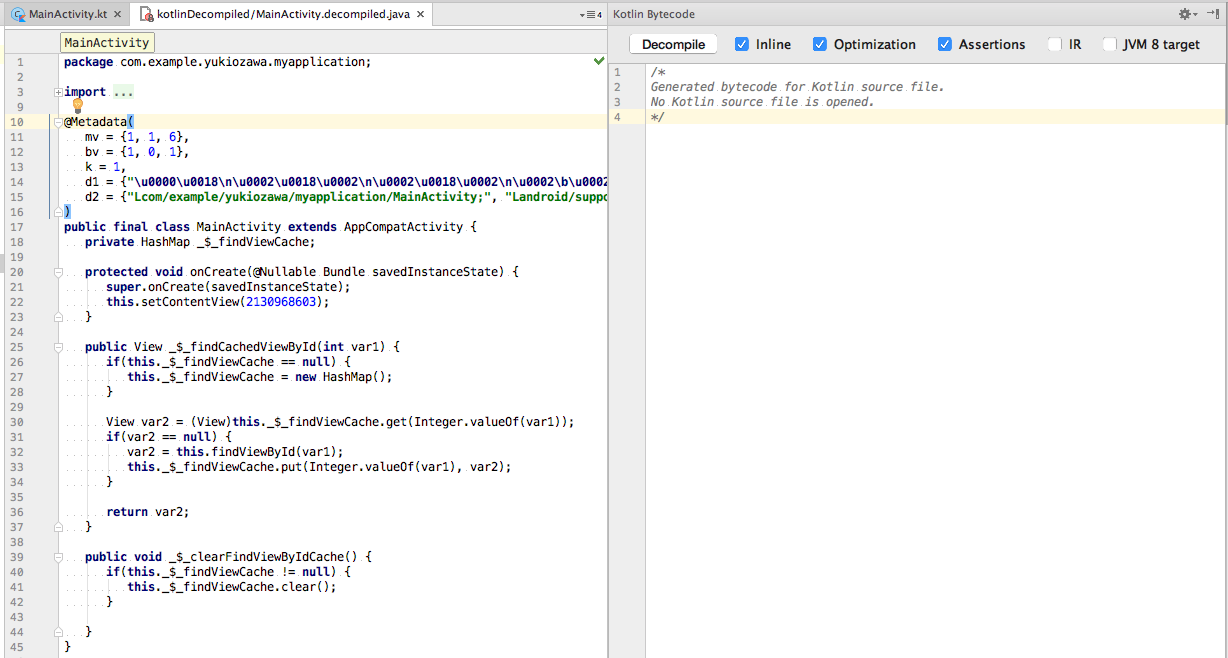 MainActivity.kt
kotlinDecompiled/MainActivity.decompiled.java
4
MainActivity
1 package com.example.yukiozawa.myapplication;
2
3 import ...
9
10 @Metadata(
11 mv = {1, 1, 6},
12 bv = {1, 0, 1},
13 k = 1,
14 d1 = {"\u0000\u0018\n\u0002\u0018\u0002\n\u0002\u0018\u0002\n\u0002\b\u0002
15 d2 = {"Lcom/example/yukiozawa/myapplication/MainActivity;", "Landroid/suppo
16 )
17 public final class MainActivity extends AppCompatActivity {
18 private HashMap _$_findViewCache;
19
20 protected void onCreate(@Nullable Bundle savedInstanceState) {
21 super.onCreate(savedInstanceState);
22 this.setContentView(2130968603);
23 }
24
25 public View _$_findCachedViewById(int var1) {
26 if(this._$_findViewCache == null) {
27 this._$_findViewCache = new HashMap();
28 }
29
30 View var2 = (View)this._$_findViewCache.get(Integer.valueOf(var1));
31 if(var2 == null) {
32 var2 = this.findViewById(var1);
33 this._$_findViewCache.put(Integer.valueOf(var1), var2);
34 }
35
36 return var2;
37 }
38
39 public void _$_clearFindViewByIdCache() {
40 if(this._$_findViewCache != null) {
41 this._$_findViewCache.clear();
42 }
43
44 }
45 }
Kotlin Bytecode
Decompile Inline Optimization Assertions IR JVM 8 target
1 /*
2 Generated bytecode for Kotlin source file.
3 No Kotlin source file is opened.
4 */